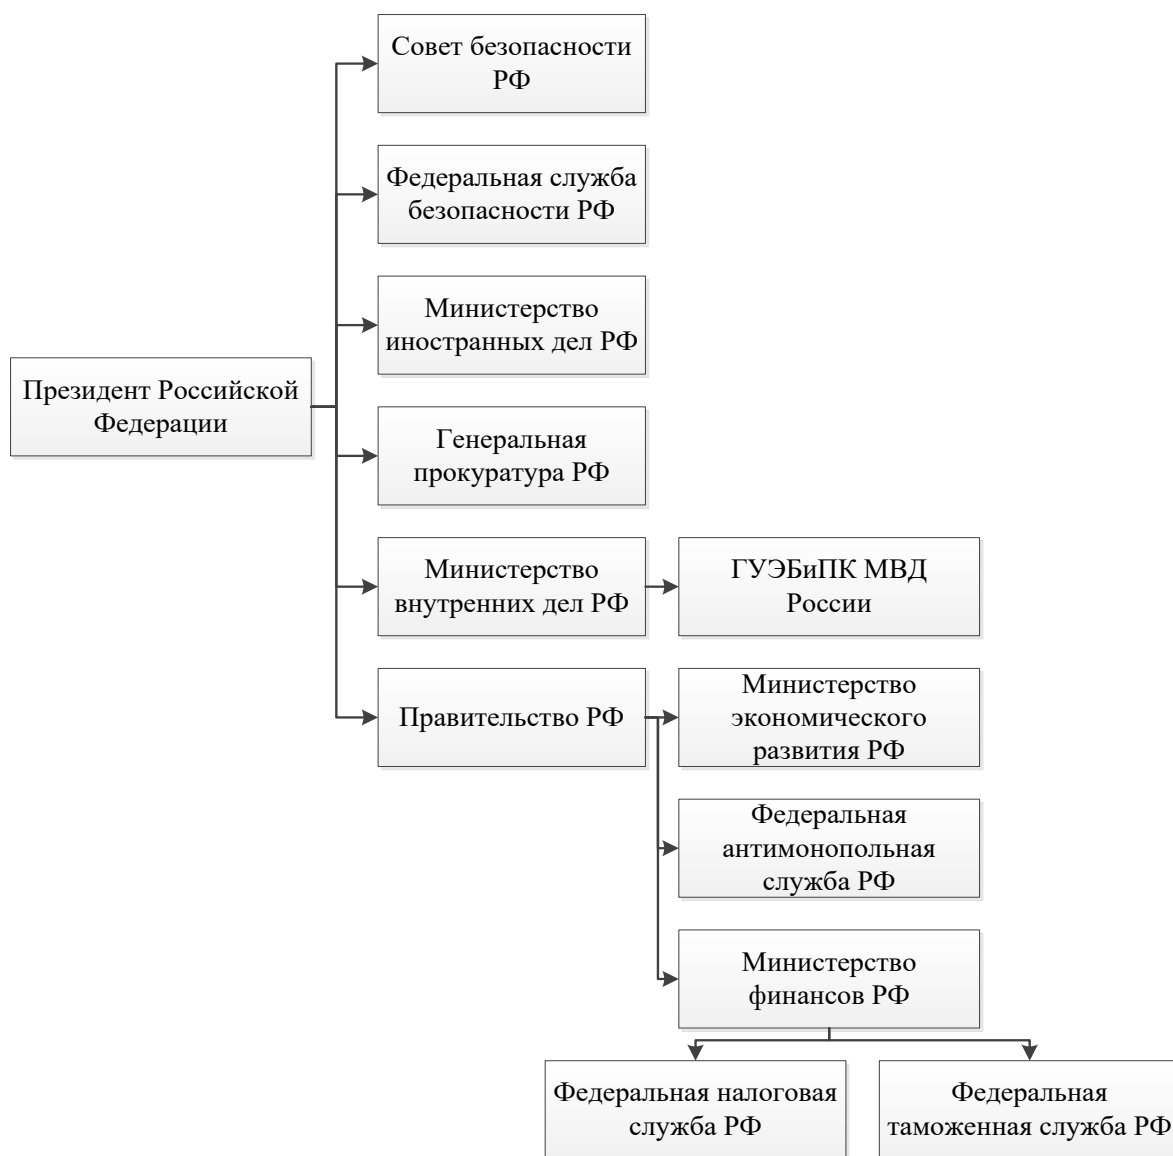 Совет безопасности
РФ
Федеральная служба
безопасности РФ
Министерство
иностранных дел РФ
Президент Российской
Федерации
Генеральная
прокуратура РФ
Министерство
внутренних дел РФ
ГУЭБиПК МВД
России
Правительство РФ
Министерство
экономического
развития РФ
Федеральная
антимонопольная
служба РФ
Министерство
финансов РФ
Федеральная налоговая
служба РФ
Федеральная
таможенная служба РФ